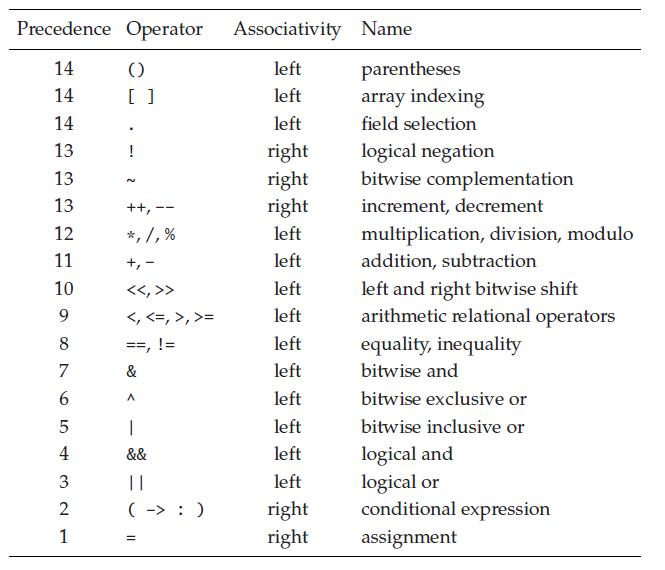 Precedence Operator Associativity Name
14 () left parentheses
14 [ ] left array indexing
14 . left field selection
13 ! right logical negation
13 ~ right bitwise complementation
13 ++, -- right increment, decrement
12 *, /, % left multiplication, division, modulo
11 +, - left addition, subtraction
10 <<, >> left left and right bitwise shift
9 <, <=, >, >= left arithmetic relational operators
8 ==, != left equality, inequality
7 & left bitwise and
6 ^ left bitwise exclusive or
5 | left bitwise inclusive or
4 && left logical and
3 || left logical or
2 ( -> : ) right conditional expression
1 = right assignment